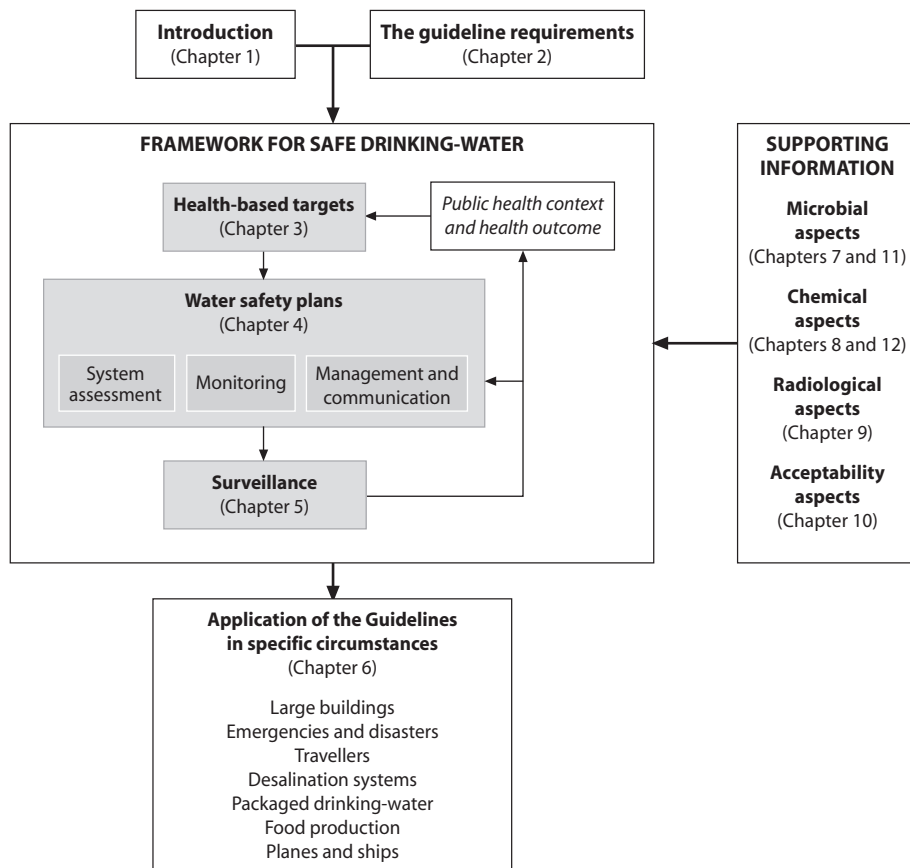 Introduction
(Chapter 1)
The guideline requirements
(Chapter 2)
FRAMEWORK FOR SAFE DRINKING-WATER
Health-based targets
(Chapter 3)
Public health context
and health outcome
Water safety plans
(Chapter 4)
System
assessment
Monitoring
Management and
communication
Surveillance
(Chapter 5)
SUPPORTING
INFORMATION
Microbial
aspects
(Chapters 7 and 11)
Chemical
aspects
(Chapters 8 and 12)
Radiological
aspects
(Chapter 9)
Acceptability
aspects
(Chapter 10)
Application of the Guidelines
in specific circumstances
(Chapter 6)
Large buildings
Emergencies and disasters
Travellers
Desalination systems
Packaged drinking-water
Food production
Planes and ships